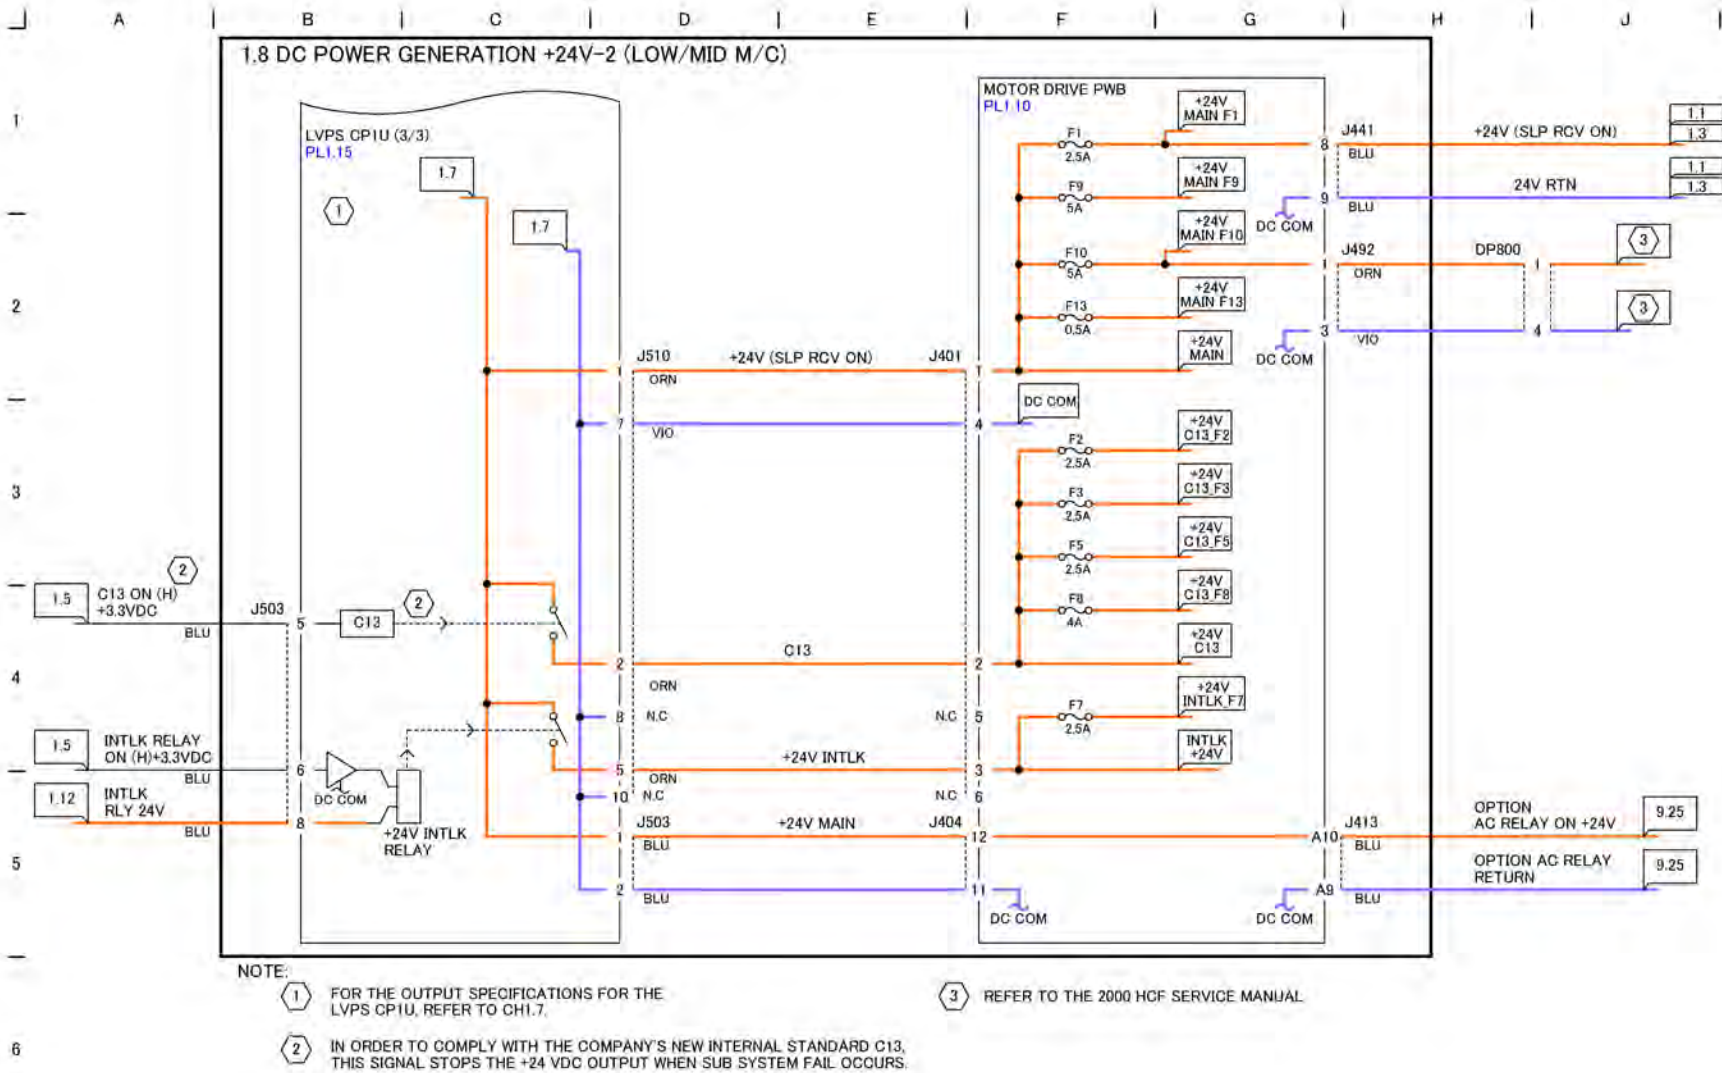 A B C D E F G H J
1.8 DC POWER GENERATION +24V-2 (LOW/MID M/C)
1
2
3
4
5
6
LVPS CP1U (3/3)
PL1.15
1
1.7
1.7
MOTOR DRIVE PWB
PL1.10
F1
2.5A
+24V
MAIN F1
F9
5A
+24V
MAIN F9
F10
5A
+24V
MAIN F10
F13
0.5A
+24V
MAIN F13
+24V
MAIN
8
J441
BLU
+24V (SLP RCV ON)
1.1
1.3
9
BLU
24V RTN
1.1
1.3
DC COM
1
J492
ORN
DP800
1
3
3
VIO
4
3
DC COM
1
J510
ORN
+24V (SLP RCV ON)
J401
1
7
VIO
4
DC COM
F2
2.5A
+24V
C13_F2
F3
2.5A
+24V
C13_F3
F5
2.5A
+24V
C13_F5
F8
4A
+24V
C13_F8
+24V
C13
1.5
C13 ON (H)
+3.3VDC
2
BLU
J503
5
C13
2
2
ORN
C13
2
8
N.C
N.C
5
F7
2.5A
+24V
INTLK_F7
INTLK
+24V
1.5
INTLK RELAY
ON (H)+3.3VDC
BLU
6
DC COM
5
ORN
+24V INTLK
3
10
N.C
N.C
6
1.12
INTLK
RLY 24V
BLU
8
+24V INTLK
RELAY
1
J503
BLU
+24V MAIN
J404
12
A10
J413
BLU
OPTION
AC RELAY ON +24V
9.25
2
BLU
11
DC COM
DC COM
A9
BLU
OPTION AC RELAY
RETURN
9.25
NOTE:
1
FOR THE OUTPUT SPECIFICATIONS FOR THE
LVPS CP1U, REFER TO CH1.7.
2
IN ORDER TO COMPLY WITH THE COMPANY'S NEW INTERNAL STANDARD C13,
THIS SIGNAL STOPS THE +24 VDC OUTPUT WHEN SUB SYSTEM FAIL OCCURS.
3
REFER TO THE 2000 HCF SERVICE MANUAL